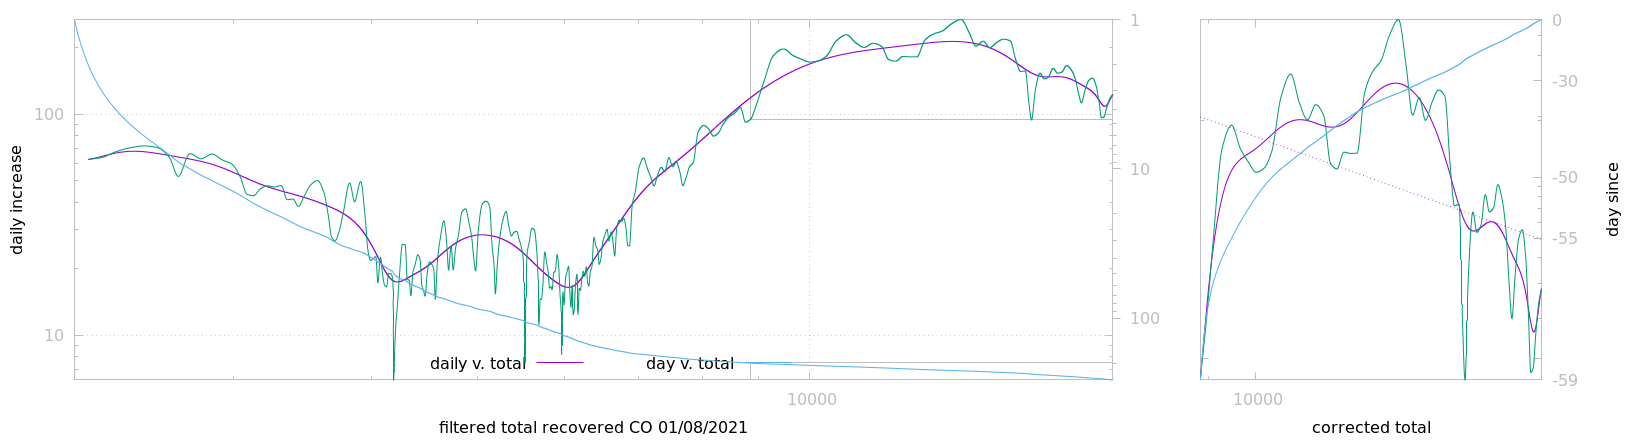 daily increase
100
10
10000
filtered total recovered CO 01/08/2021
daily v. total
day v. total
1
10
100
10000
corrected total
0
-30
-50
-55
-59
day since